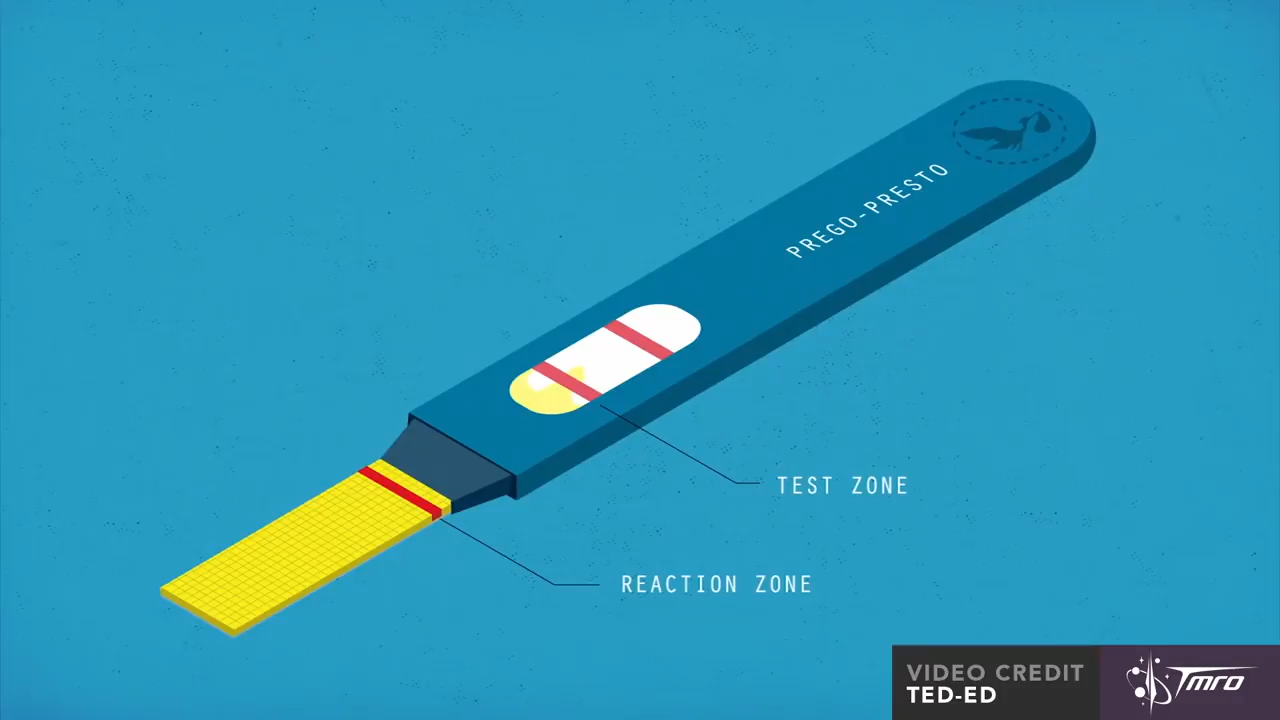 PREGO-PRESTO
TEST ZONE
REACTION ZONE
VIDEO CREDIT
TED-ED
TMRO